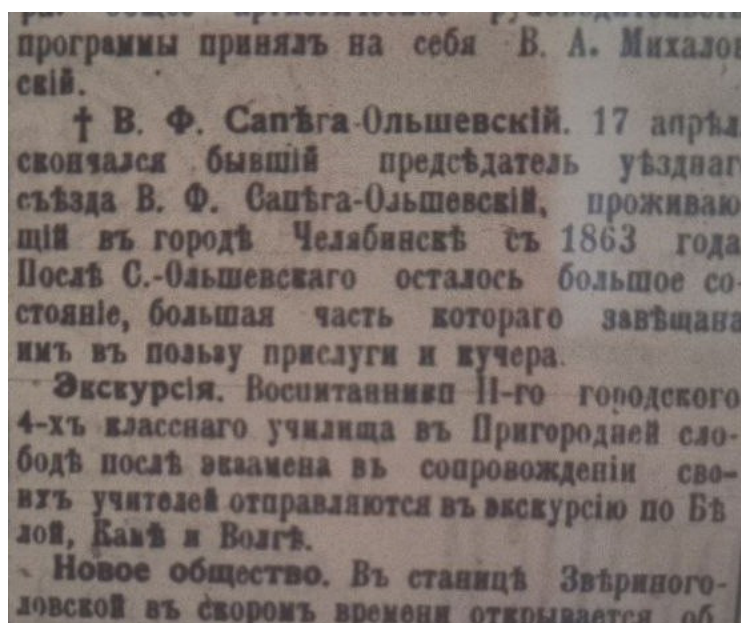 программы принялъ на себя В. А. Михалов
скій.
† В. Ф. Сапѣга-Ольшевскій. 17 апрѣл
скончался бывшій предсѣдатель уѣзднаг
съѣзда В. Ф. Сапѣга-Ольшевскій, проживаю
щій въ городѣ Челябинскѣ съ 1863 года
Послѣ С.-Ольшевскаго осталось большое со-
стояніе, большая часть котораго завѣщана
имъ въ пользу прислуги и кучера.
Экскурсія. Воспитанники II-го городского
4-хъ класснаго училища въ Пригородней сло-
бодѣ послѣ экзамена въ сопровожденіи сво-
ихъ учителей отправляются въ экскурсію по Бѣ
лой, Камѣ и Волгѣ.
Новое общество. Въ станицѣ Звѣриного-
ловской въ скоромъ времени открывается об